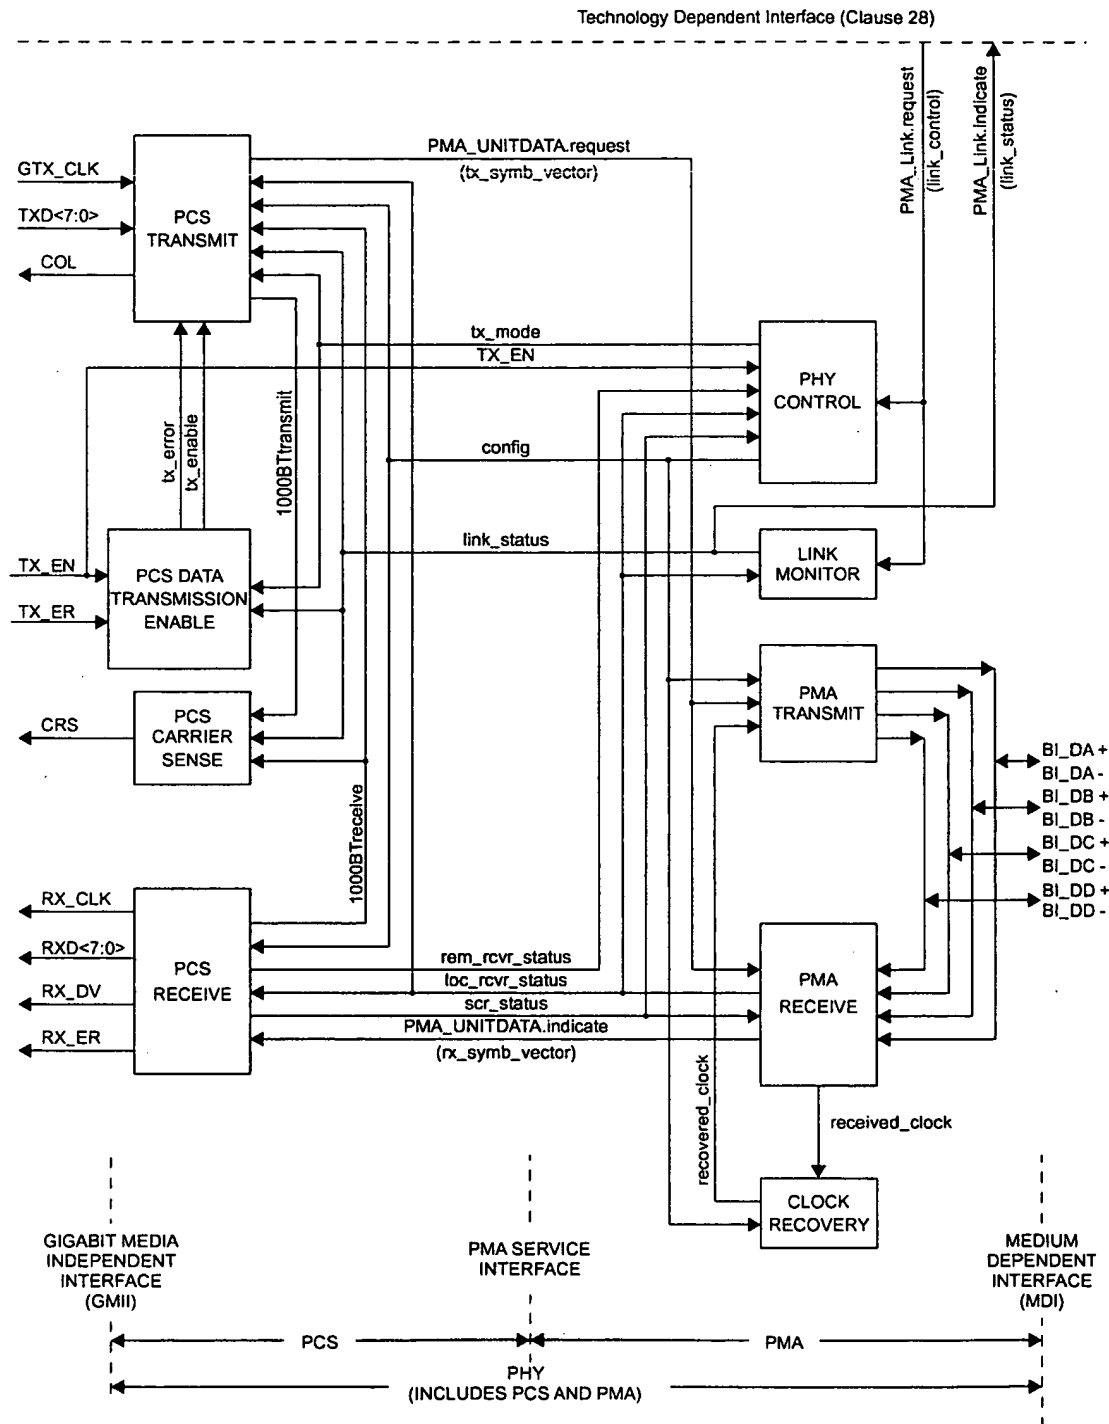 Technology Dependent Interface (Clause 28)
PMA_Link.request
(link_control)
PMA_Link.indicate
(link_status)
PMA_UNITDATA.request
(tx_symb_vector)
GTX_CLK
TXD<7:0>
COL
PCS
TRANSMIT
tx_mode
TX_EN
PHY
CONTROL
tx_error
tx_enable
1000BTtransmit
config
link_status
LINK
MONITOR
TX_EN
TX_ER
PCS DATA
TRANSMISSION
ENABLE
PMA
TRANSMIT
CRS
PCS
CARRIER
SENSE
BI_DA +
BI_DA -
BI_DB +
BI_DB -
BI_DC +
BI_DC -
BI_DD +
BI_DD -
1000BTreceive
RX_CLK
RXD<7:0>
RX_DV
RX_ER
PCS
RECEIVE
rem_rcvr_status
loc_rcvr_status
scr_status
PMA_UNITDATA.indicate
(rx_symb_vector)
PMA
RECEIVE
recovered_clock
received_clock
CLOCK
RECOVERY
GIGABIT MEDIA
INDEPENDENT
INTERFACE
(GMII)
PMA SERVICE
INTERFACE
MEDIUM
DEPENDENT
INTERFACE
(MDI)
PCS
PMA
PHY
(INCLUDES PCS AND PMA)